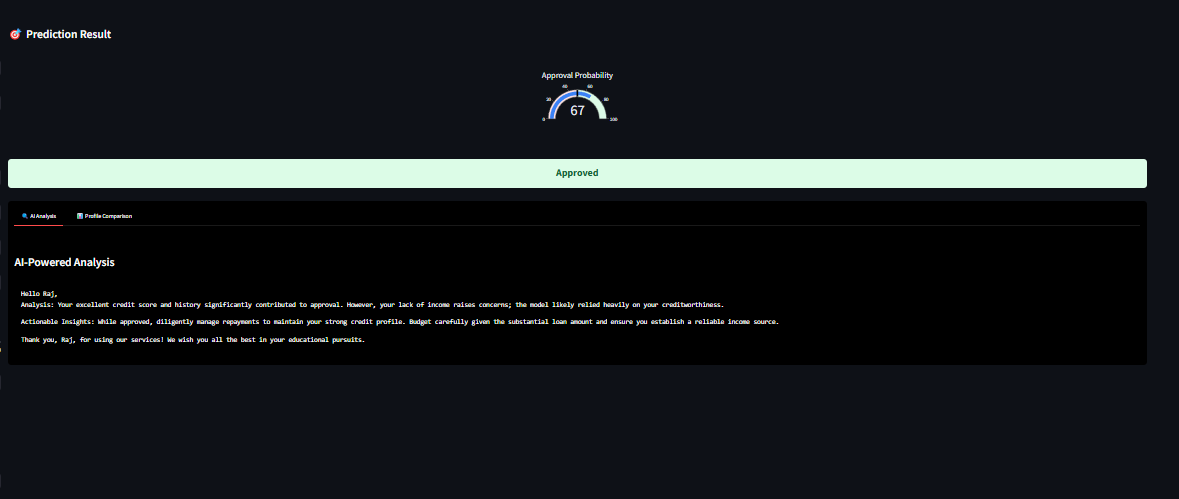 Prediction Result
Approval Probability
40 60
20 80
67
0 100
Approved
AI Analysis Profile Comparison
AI-Powered Analysis
Hello Raj,
Analysis: Your excellent credit score and history significantly contributed to approval. However, your lack of income raises concerns; the model likely relied heavily on your creditworthiness.
Actionable Insights: While approved, diligently manage repayments to maintain your strong credit profile. Budget carefully given the substantial loan amount and ensure you establish a reliable income source.
Thank you, Raj, for using our services! We wish you all the best in your educational pursuits.